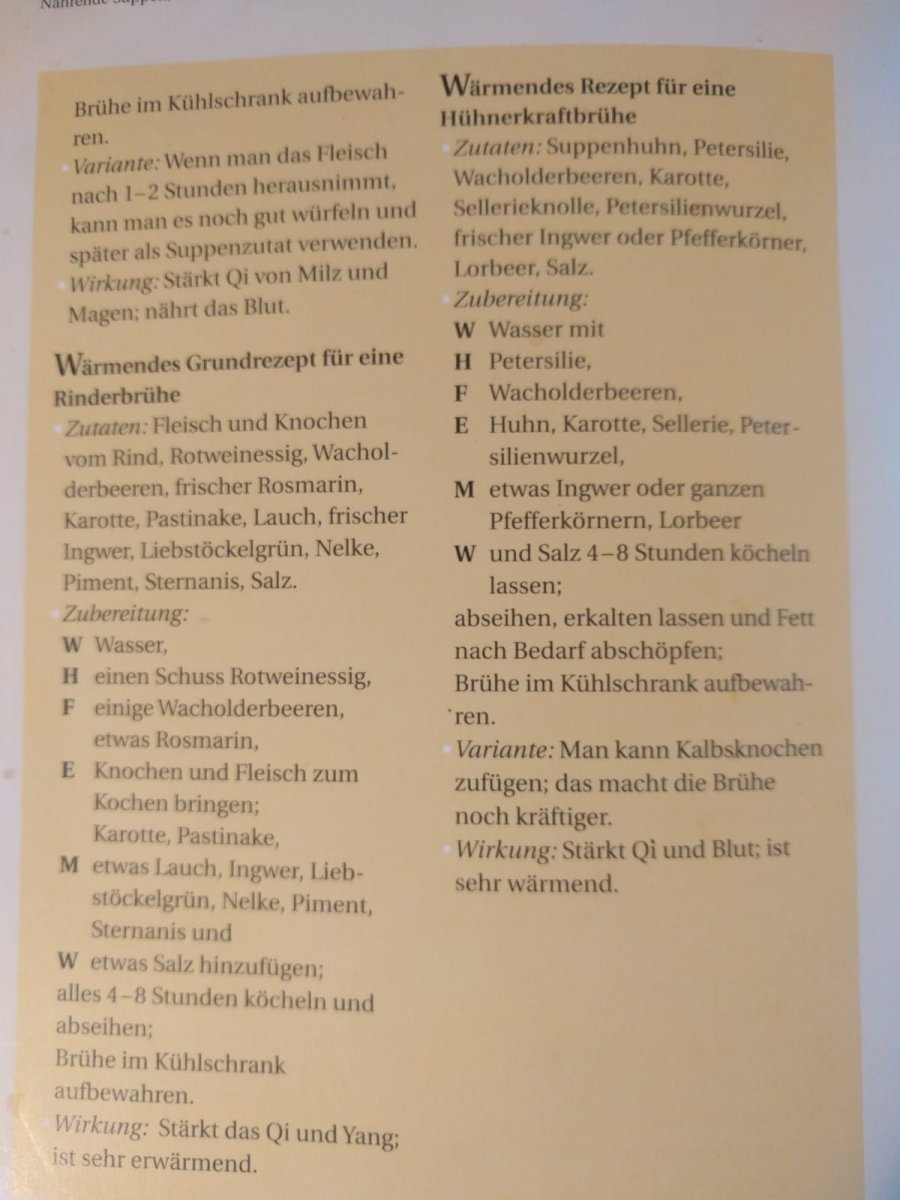 Nährende Suppen,
Brühe im Kühlschrank aufbewah-
ren.
Variante: Wenn man das Fleisch
nach 1–2 Stunden herausnimmt,
kann man es noch gut würfeln und
später als Suppenzutat verwenden.
Wirkung: Stärkt Qi von Milz und
Magen; nährt das Blut.
Wärmendes Grundrezept für eine
Rinderbrühe
Zutaten: Fleisch und Knochen
vom Rind, Rotweinessig, Wachol-
derbeeren, frischer Rosmarin,
Karotte, Pastinake, Lauch, frischer
Ingwer, Liebstöckelgrün, Nelke,
Piment, Sternanis, Salz.
Zubereitung:
W Wasser,
H einen Schuss Rotweinessig,
F einige Wacholderbeeren,
etwas Rosmarin,
E Knochen und Fleisch zum
Kochen bringen;
Karotte, Pastinake,
M etwas Lauch, Ingwer, Lieb-
stöckelgrün, Nelke, Piment,
Sternanis und
W etwas Salz hinzufügen;
alles 4–8 Stunden köcheln und
abseihen;
Brühe im Kühlschrank
aufbewahren.
Wirkung: Stärkt das Qi und Yang;
ist sehr erwärmend.
Wärmendes Rezept für eine
Hühnerkraftbrühe
Zutaten: Suppenhuhn, Petersilie,
Wacholderbeeren, Karotte,
Sellerieknolle, Petersilienwurzel,
frischer Ingwer oder Pfefferkörner,
Lorbeer, Salz.
Zubereitung:
W Wasser mit
H Petersilie,
F Wacholderbeeren,
E Huhn, Karotte, Sellerie, Peter-
silienwurzel,
M etwas Ingwer oder ganzen
Pfefferkörnern, Lorbeer
W und Salz 4–8 Stunden köcheln
lassen;
abseihen, erkalten lassen und Fett
nach Bedarf abschöpfen;
Brühe im Kühlschrank aufbewah-
ren.
Variante: Man kann Kalbsknochen
zufügen; das macht die Brühe
noch kräftiger.
Wirkung: Stärkt Qì und Blut; ist
sehr wärmend.